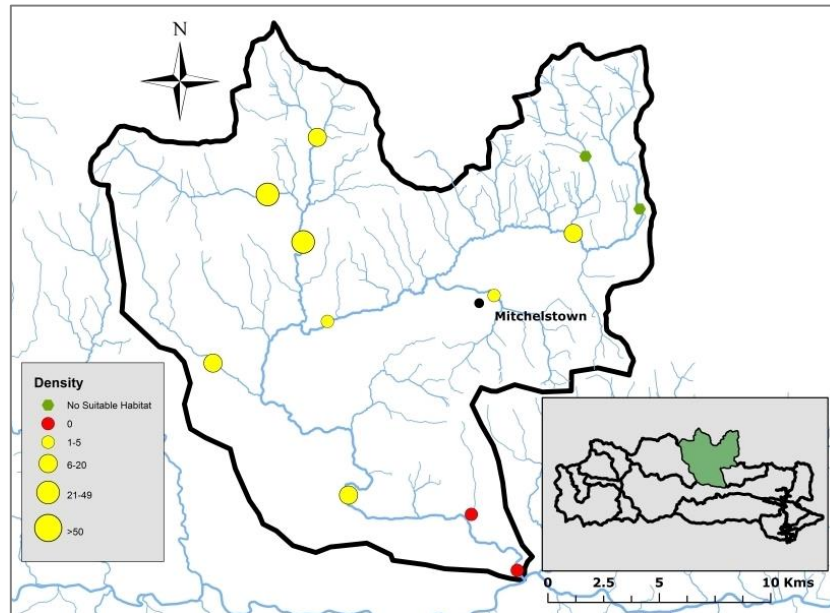 N
Mitchelstown
Density
No Suitable Habitat
0
1-5
6-20
21-49
>50
0 2.5 5 10 Kms